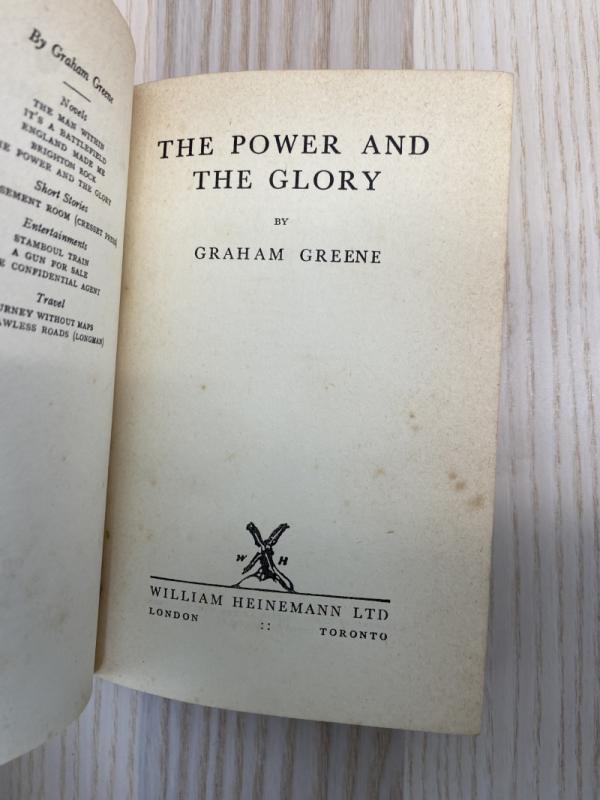 By Graham Greene
Novels
THE MAN WITHIN
IT'S A BATTLEFIELD
ENGLAND MADE ME
BRIGHTON ROCK
THE POWER AND THE GLORY
Short Stories
BASEMENT ROOM (CRESSET PRESS)
Entertainments
STAMBOUL TRAIN
A GUN FOR SALE
CONFIDENTIAL AGENT
Travel
WITHOUT MAPS
ROADS (LONGMAN)
THE POWER AND
THE GLORY
BY
GRAHAM GREENE
W H
WILLIAM HEINEMANN LTD
LONDON :: TORONTO